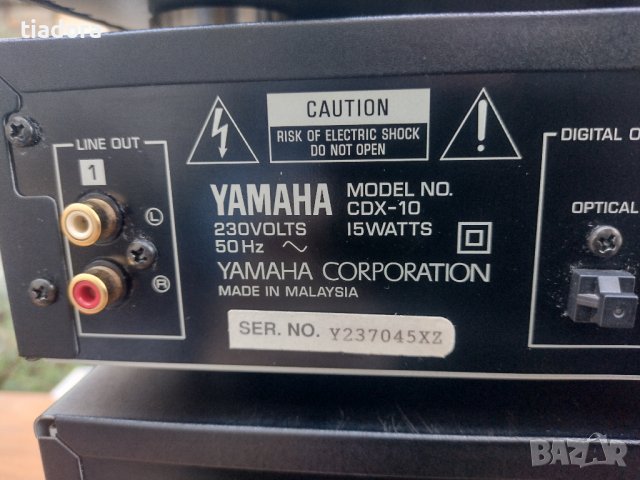 tiadora
LINE OUT
1
L
R
CAUTION
RISK OF ELECTRIC SHOCK
DO NOT OPEN
YAMAHA
MODEL NO.
CDX-10
230VOLTS
15WATTS
50Hz ~
YAMAHA CORPORATION
MADE IN MALAYSIA
SER. NO. Y237045XZ
DIGITAL O
OPTICAL
BAZAR